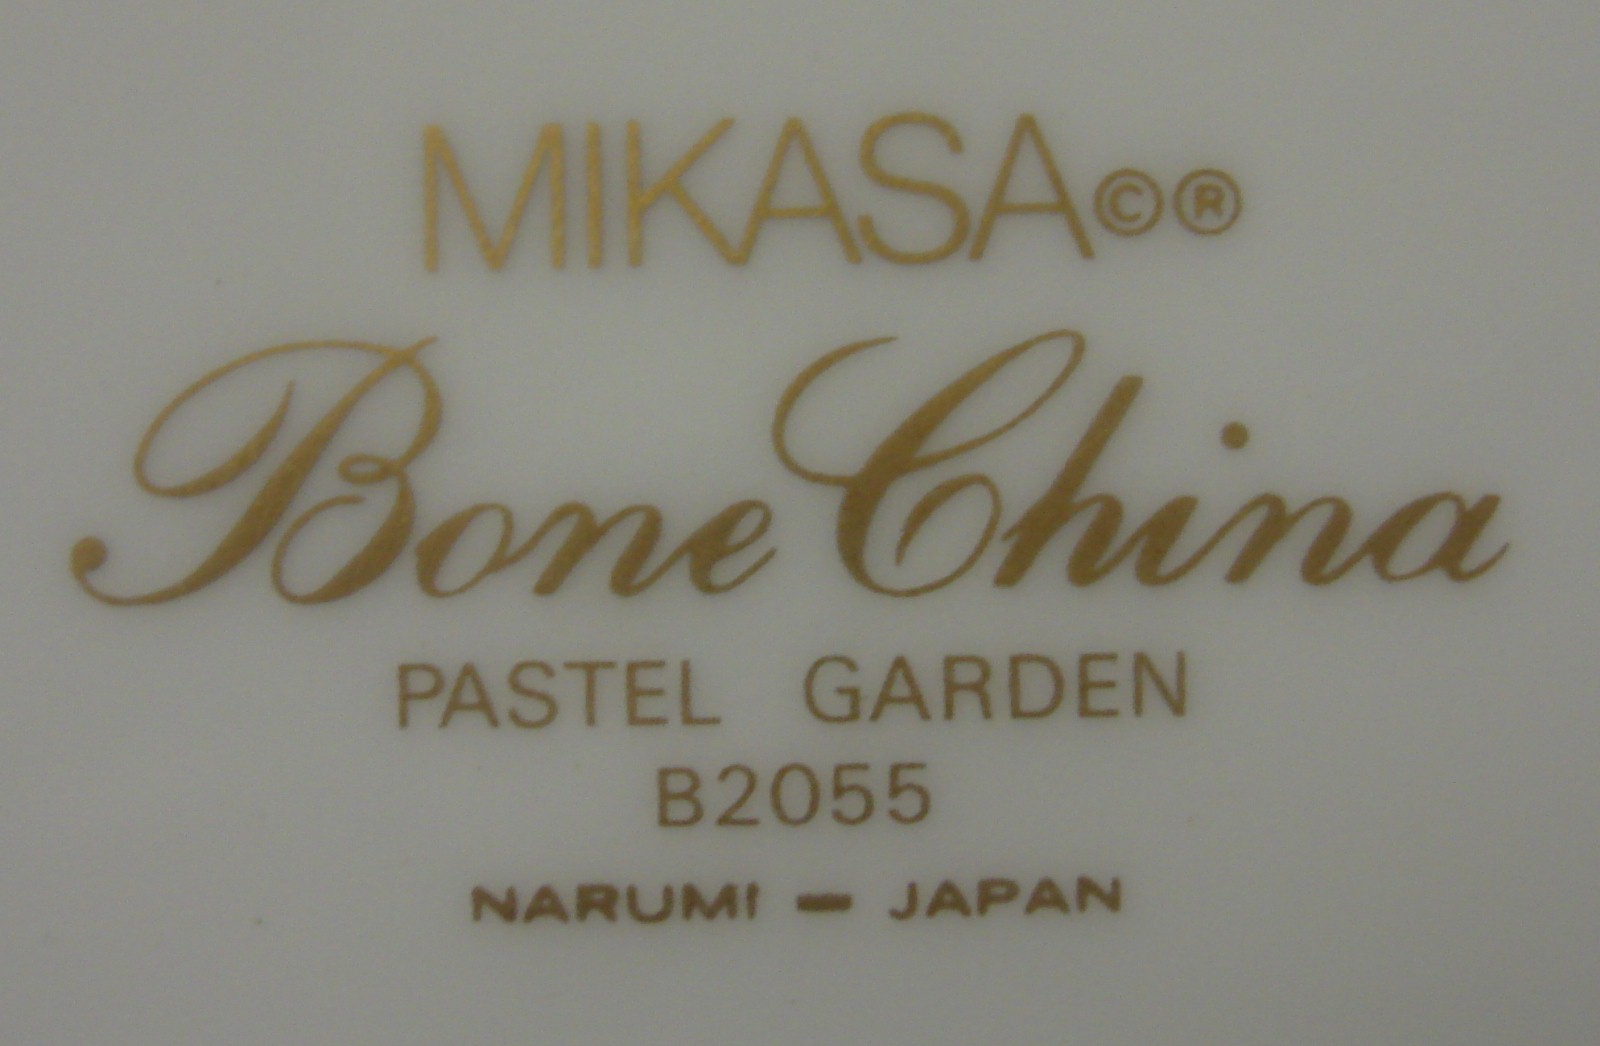 MIKASA©®
Bone China
PASTEL GARDEN
B2055
NARUMI — JAPAN